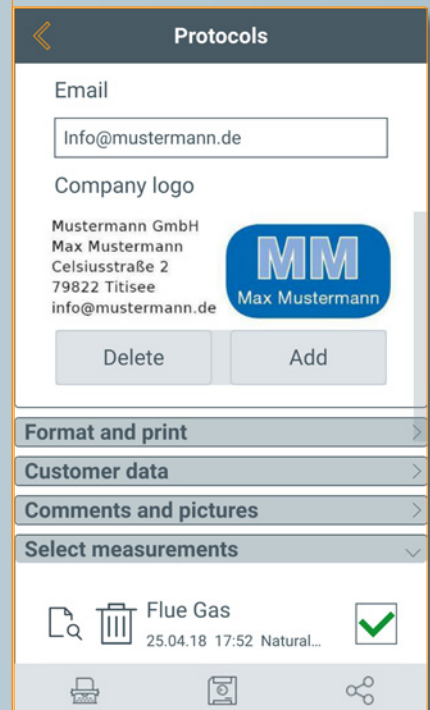 Protocols
Email
Info@mustermann.de
Company logo
Mustermann GmbH
Max Mustermann
Celsiusstraße 2
79822 Titisee
info@mustermann.de
MM
Max Mustermann
Delete
Add
Format and print
Customer data
Comments and pictures
Select measurements
Flue Gas
25.04.18 17:52 Natural...